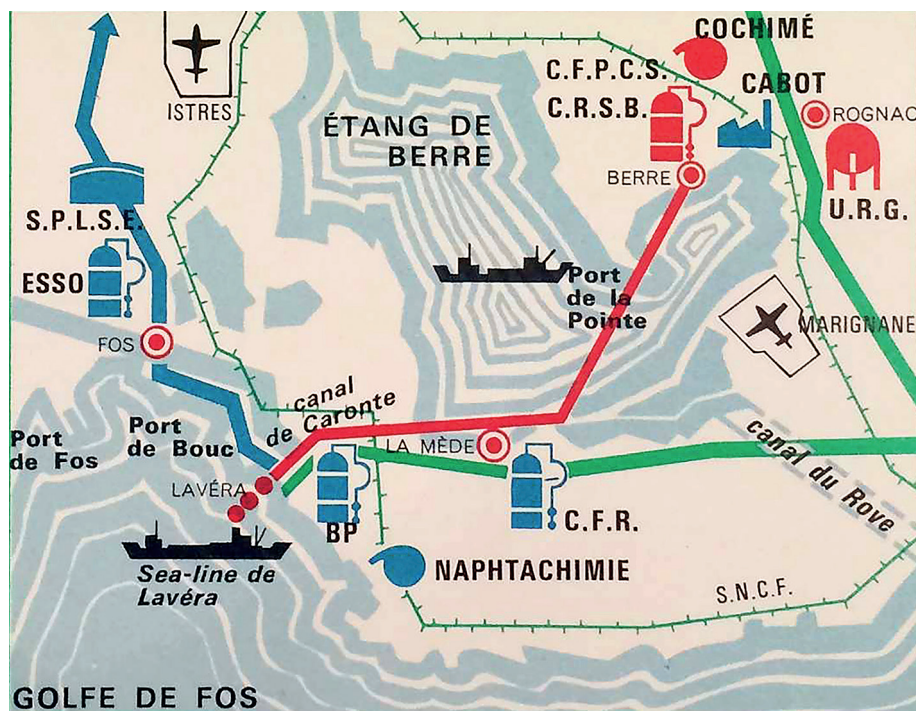 COCHIMÉ
C.F.P.C.S.
CABOT
ISTRES
C.R.S.B.
ROGNAC
ÉTANG DE
BERRE
BERRE
U.R.G.
S.P.L.S.E.
ESSO
Port
de la
Pointe
MARIGNANE
FOS
canal
de Caronte
Port
de Fos
Port
de Bouc
LA MÈDE
canal du Rove
LAVÉRA
BP
C.F.R.
Sea-line de
Lavéra
NAPHTACHIMIE
S.N.C.F.
GOLFE DE FOS